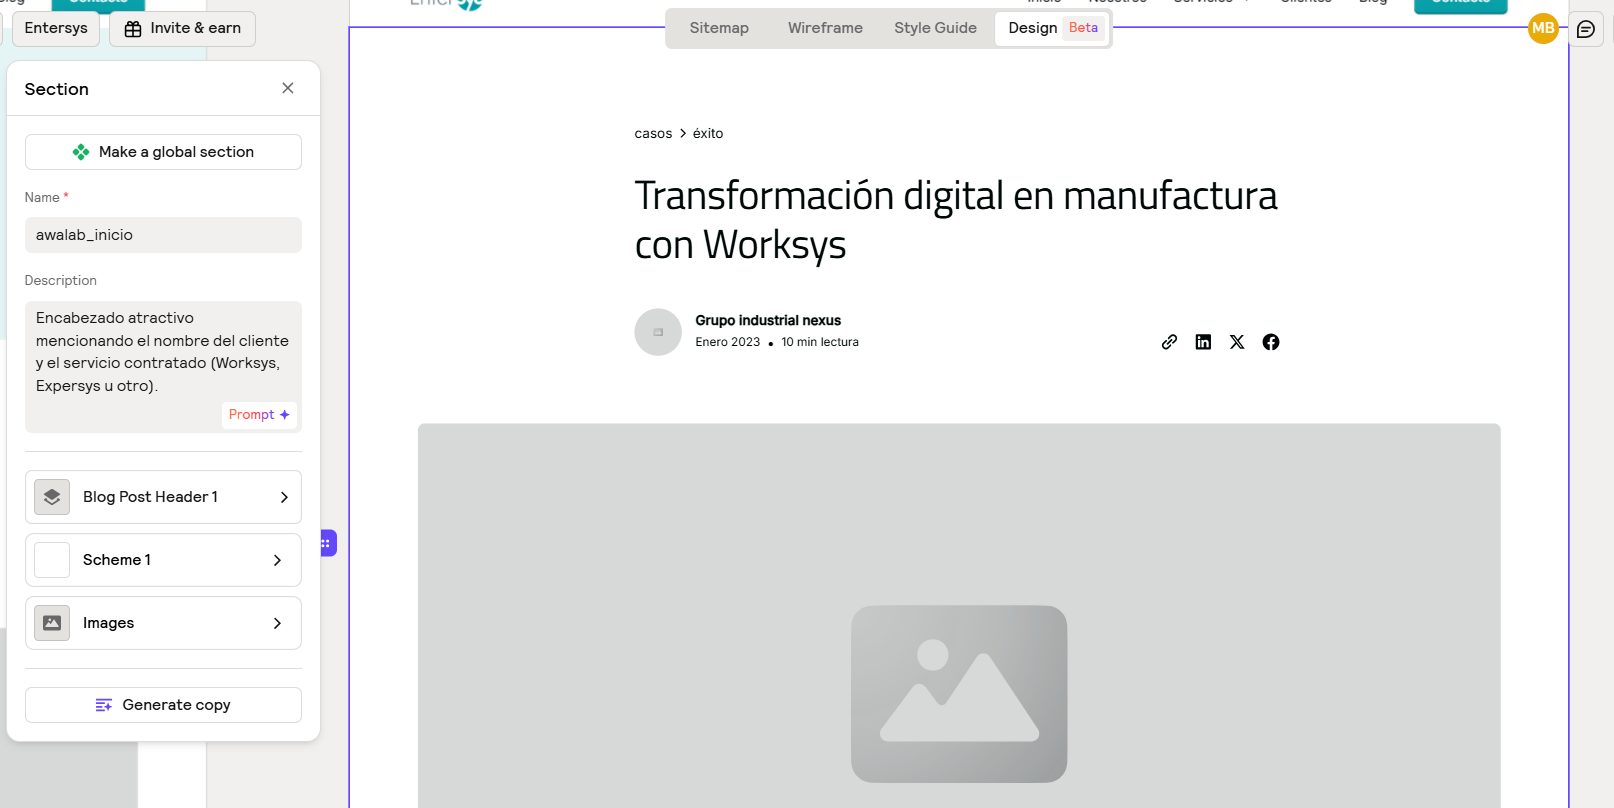 Entersys
Invite & earn
Sitemap
Wireframe
Style Guide
Design
Beta
MB
Section
Make a global section
Name *
awalab_inicio
Description
Encabezado atractivo
mencionando el nombre del cliente
y el servicio contratado (Worksys,
Expersys u otro).
Prompt
Blog Post Header 1
Scheme 1
Images
Generate copy
casos > éxito
Transformación digital en manufactura
con Worksys
Grupo industrial nexus
Enero 2023 • 10 min lectura